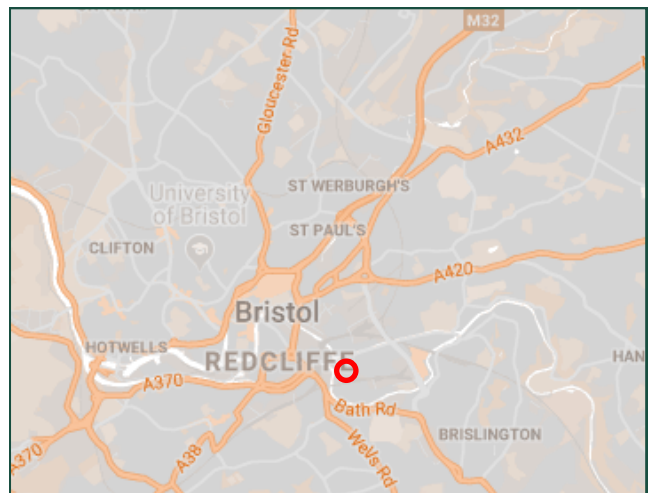 M32
Gloucester Rd
A432
ST WERBURGH'S
University
of Bristol
ST PAUL'S
CLIFTON
A420
Bristol
HOTWELLS
REDCLIFFE
HAN
A370
Bath Rd
BRISLINGTON
A38
A370
Wells Rd